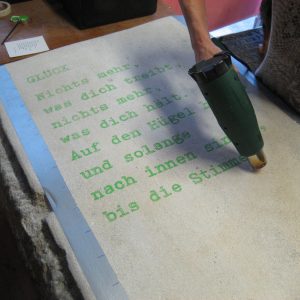 GLÜCK
Nichts mehr,
was dich treibt,
nichts mehr,
was dich hält.
Auf den Hügel
und solange
nach innen
bis die Stimme